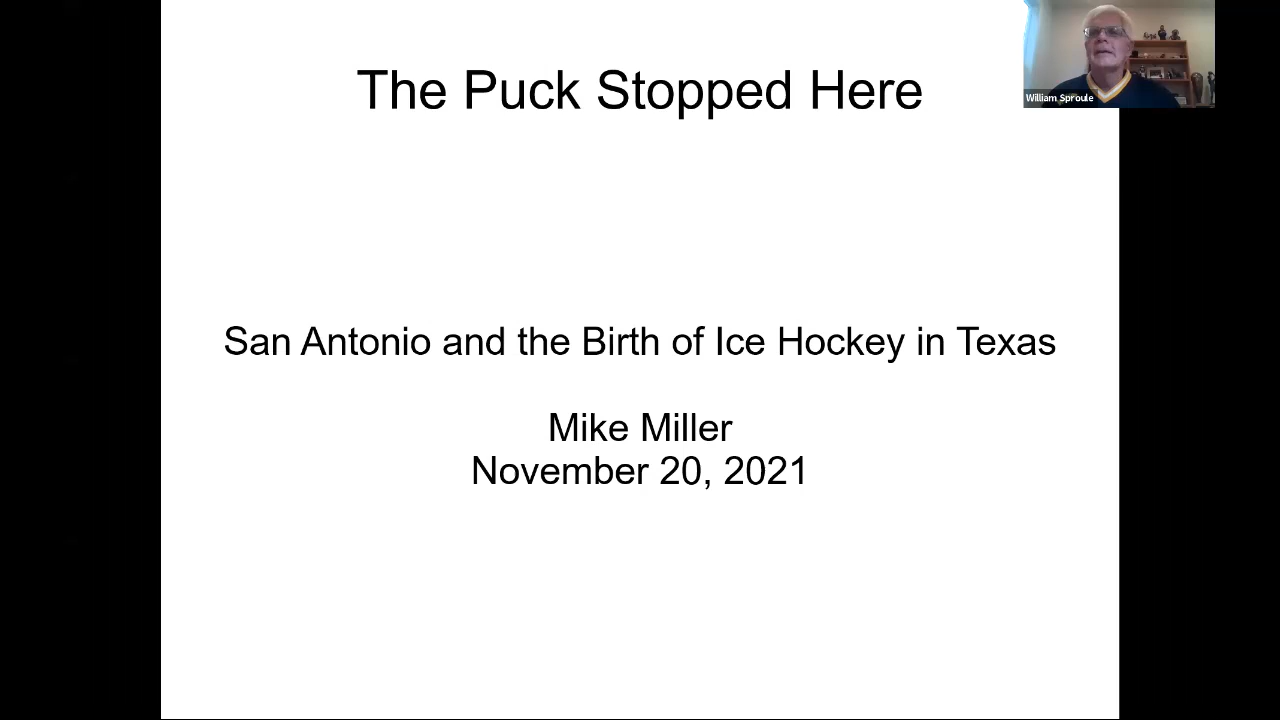 The Puck Stopped Here
William Sproule
San Antonio and the Birth of Ice Hockey in Texas
Mike Miller
November 20, 2021